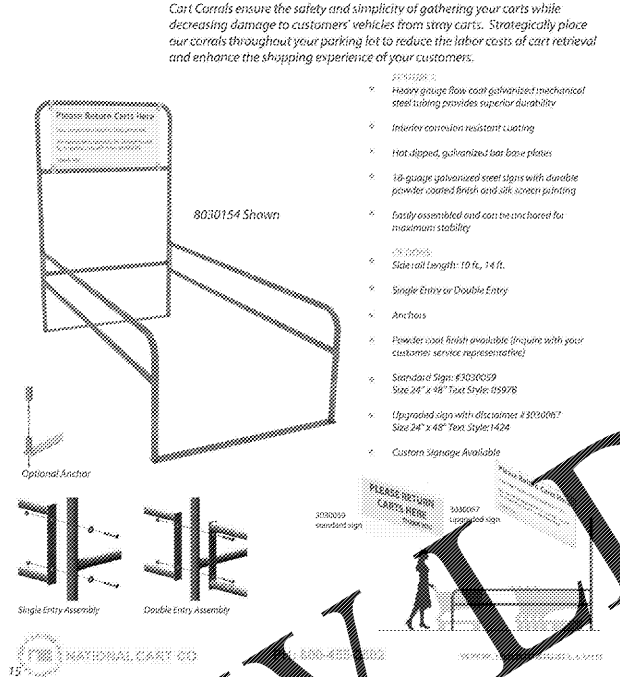 Cart Corrals ensure the safety and simplicity of gathering your carts while
decreasing damage to customers' vehicles from stray carts. Strategically place
our corrals throughout your parking lot to reduce the labor costs of cart retrieval
and enhance the shopping experience of your customers.
Please Return Carts Here
8030154 Shown
Heavy gauge flow coat galvanized mechanical
steel tubing provides superior durability
Interior corrosion resistant coating
Hot dipped, galvanized bar base plates
18-guage galvanized steel signs with durable
powder coated finish and silk screen printing
Easily assembled and can be anchored for
maximum stability
OPTIONS
Side rail Length: 10 ft., 14 ft.
Single Entry or Double Entry
Anchors
Powder coat finish available (Inquire with your
customer service representative)
Standard Sign: #3030059
Size 24" x 48" Text Style: 05978
Upgraded sign with disclaimer #3030067
Size 24" x 48" Text Style:
Custom Signage Available
Optional Anchor
PLEASE RETURN
CARTS HERE
THANK YOU
3030059
standard sign
upgraded sign
Please Return
Single Entry Assembly
Double Entry Assembly
NATIONAL CART CO.
15